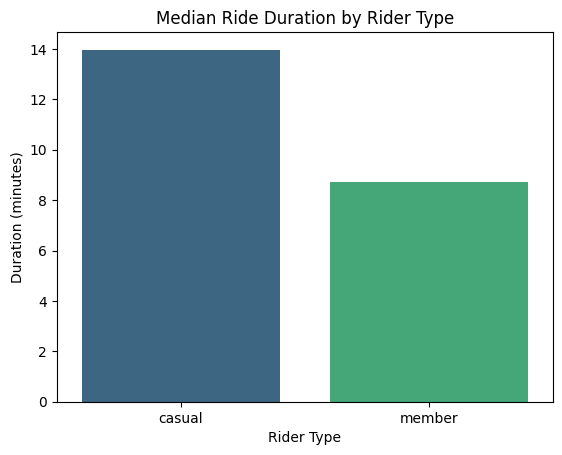 Median Ride Duration by Rider Type
Duration (minutes)
14
12
10
8
6
4
2
0
casual
member
Rider Type